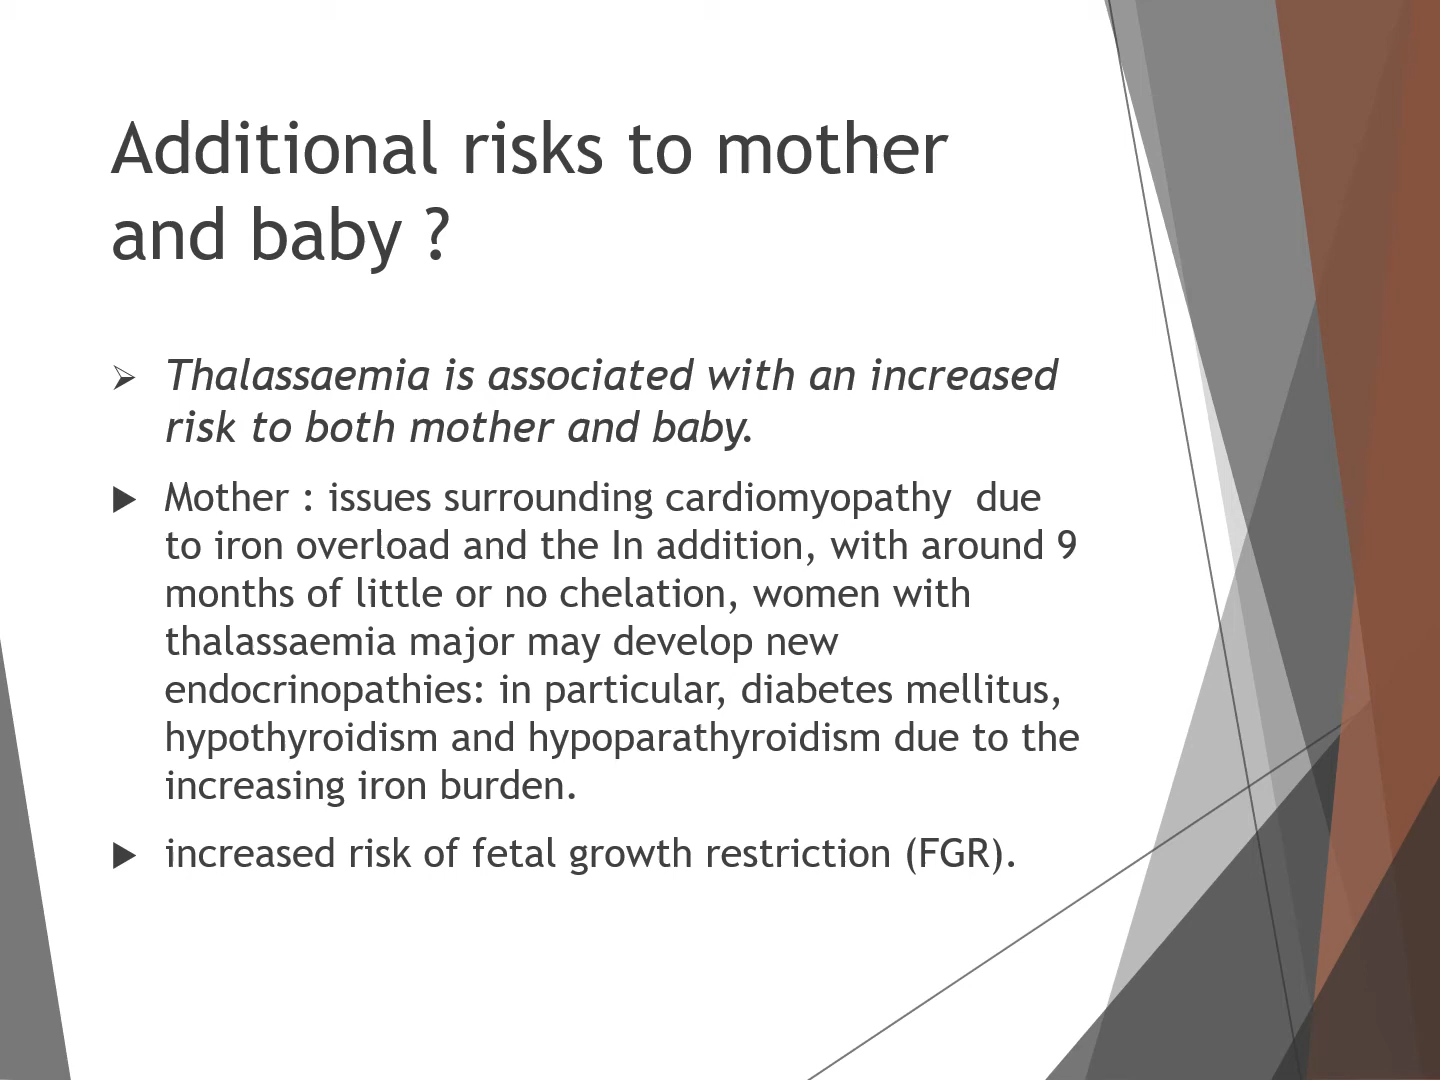 Additional risks to mother
and baby ?
Thalassaemia is associated with an increased
risk to both mother and baby.
Mother : issues surrounding cardiomyopathy  due
to iron overload and the In addition, with around 9
months of little or no chelation, women with
thalassaemia major may develop new
endocrinopathies: in particular, diabetes mellitus,
hypothyroidism and hypoparathyroidism due to the
increasing iron burden.
increased risk of fetal growth restriction (FGR).